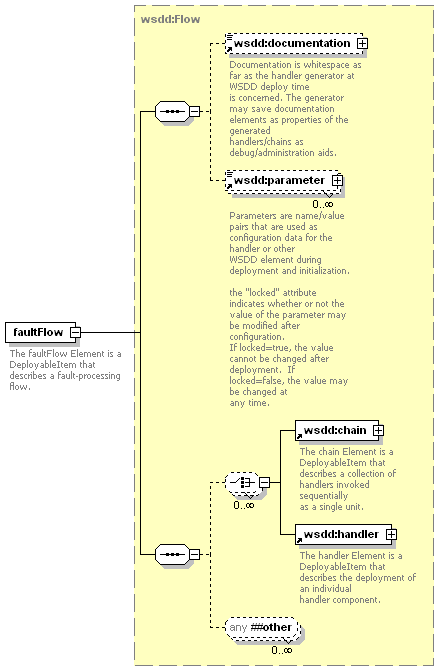 wsdd:Flow
wsdd:documentation
Documentation is whitespace as
far as the handler generator at
WSDD deploy time
is concerned. The generator
may save documentation
elements as properties of the
generated
handlers/chains as
debug/administration aids.
wsdd:parameter
0..∞
Parameters are name/value
pairs that are used as
configuration data for the
handler or other
WSDD element during
deployment and initialization.
the "locked" attribute
indicates whether or not the
value of the parameter may
be modified after
configuration.
If locked=true, the value
cannot be changed after
deployment. If
locked=false, the value may
be changed at
any time.
faultFlow
The faultFlow Element is a
DeployableItem that
describes a fault-processing
flow.
wsdd:chain
The chain Element is a
DeployableItem that
describes a collection of
handlers invoked
sequentially
as a single unit.
0..∞
wsdd:handler
The handler Element is a
DeployableItem that
describes the deployment of
an individual
handler component.
any ##other
0..∞